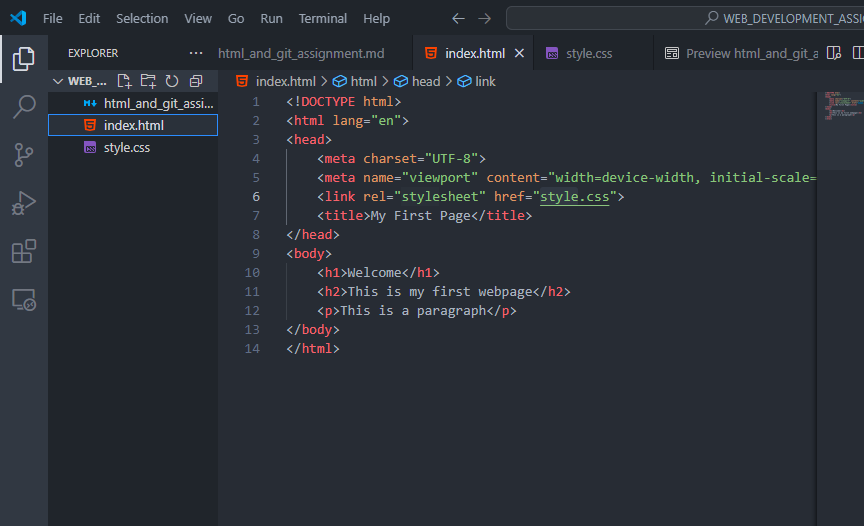 File Edit Selection View Go Run Terminal Help
WEB_DEVELOPMENT_ASSI
EXPLORER
html_and_git_assignment.md index.html style.css Preview html_and_git_a
WEB_...
index.html > html > head > link
html_and_git_assi...
index.html
style.css
1 <!DOCTYPE html>
2 <html lang="en">
3 <head>
4 <meta charset="UTF-8">
5 <meta name="viewport" content="width=device-width, initial-scale=
6 <link rel="stylesheet" href="style.css">
7 <title>My First Page</title>
8 </head>
9 <body>
10 <h1>Welcome</h1>
11 <h2>This is my first webpage</h2>
12 <p>This is a paragraph</p>
13 </body>
14 </html>